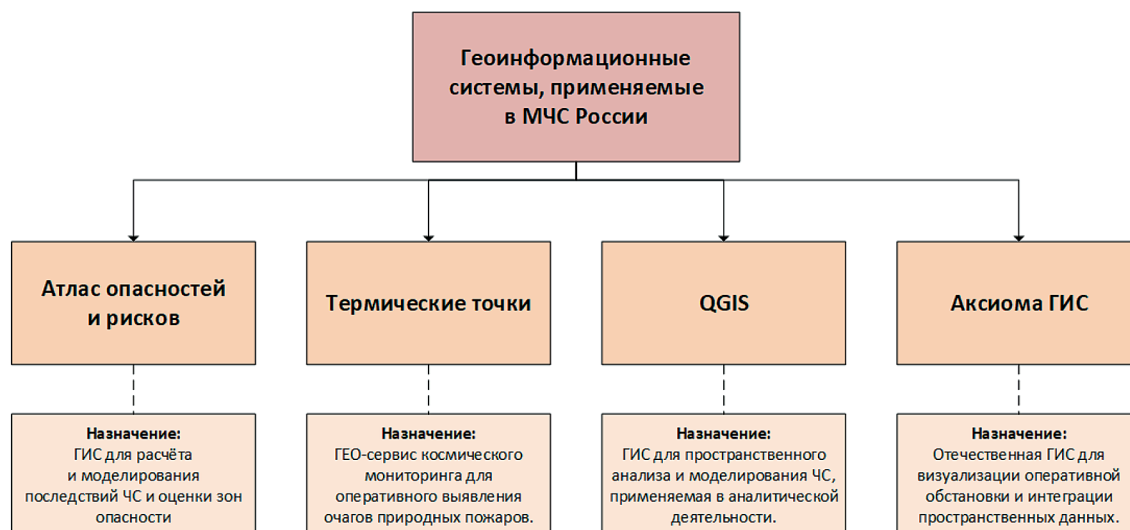 Геоинформационные
системы, применяемые
в МЧС России
Атлас опасностей
и рисков
Термические точки
QGIS
Аксиома ГИС
Назначение:
ГИС для расчёта
и моделирования
последствий ЧС и оценки зон
опасности
Назначение:
ГЕО-сервис космического
мониторинга для
оперативного выявления
очагов природных пожаров.
Назначение:
ГИС для пространственного
анализа и моделирования ЧС,
применяемая в аналитической
деятельности.
Назначение:
Отечественная ГИС для
визуализации оперативной
обстановки и интеграции
пространственных данных.